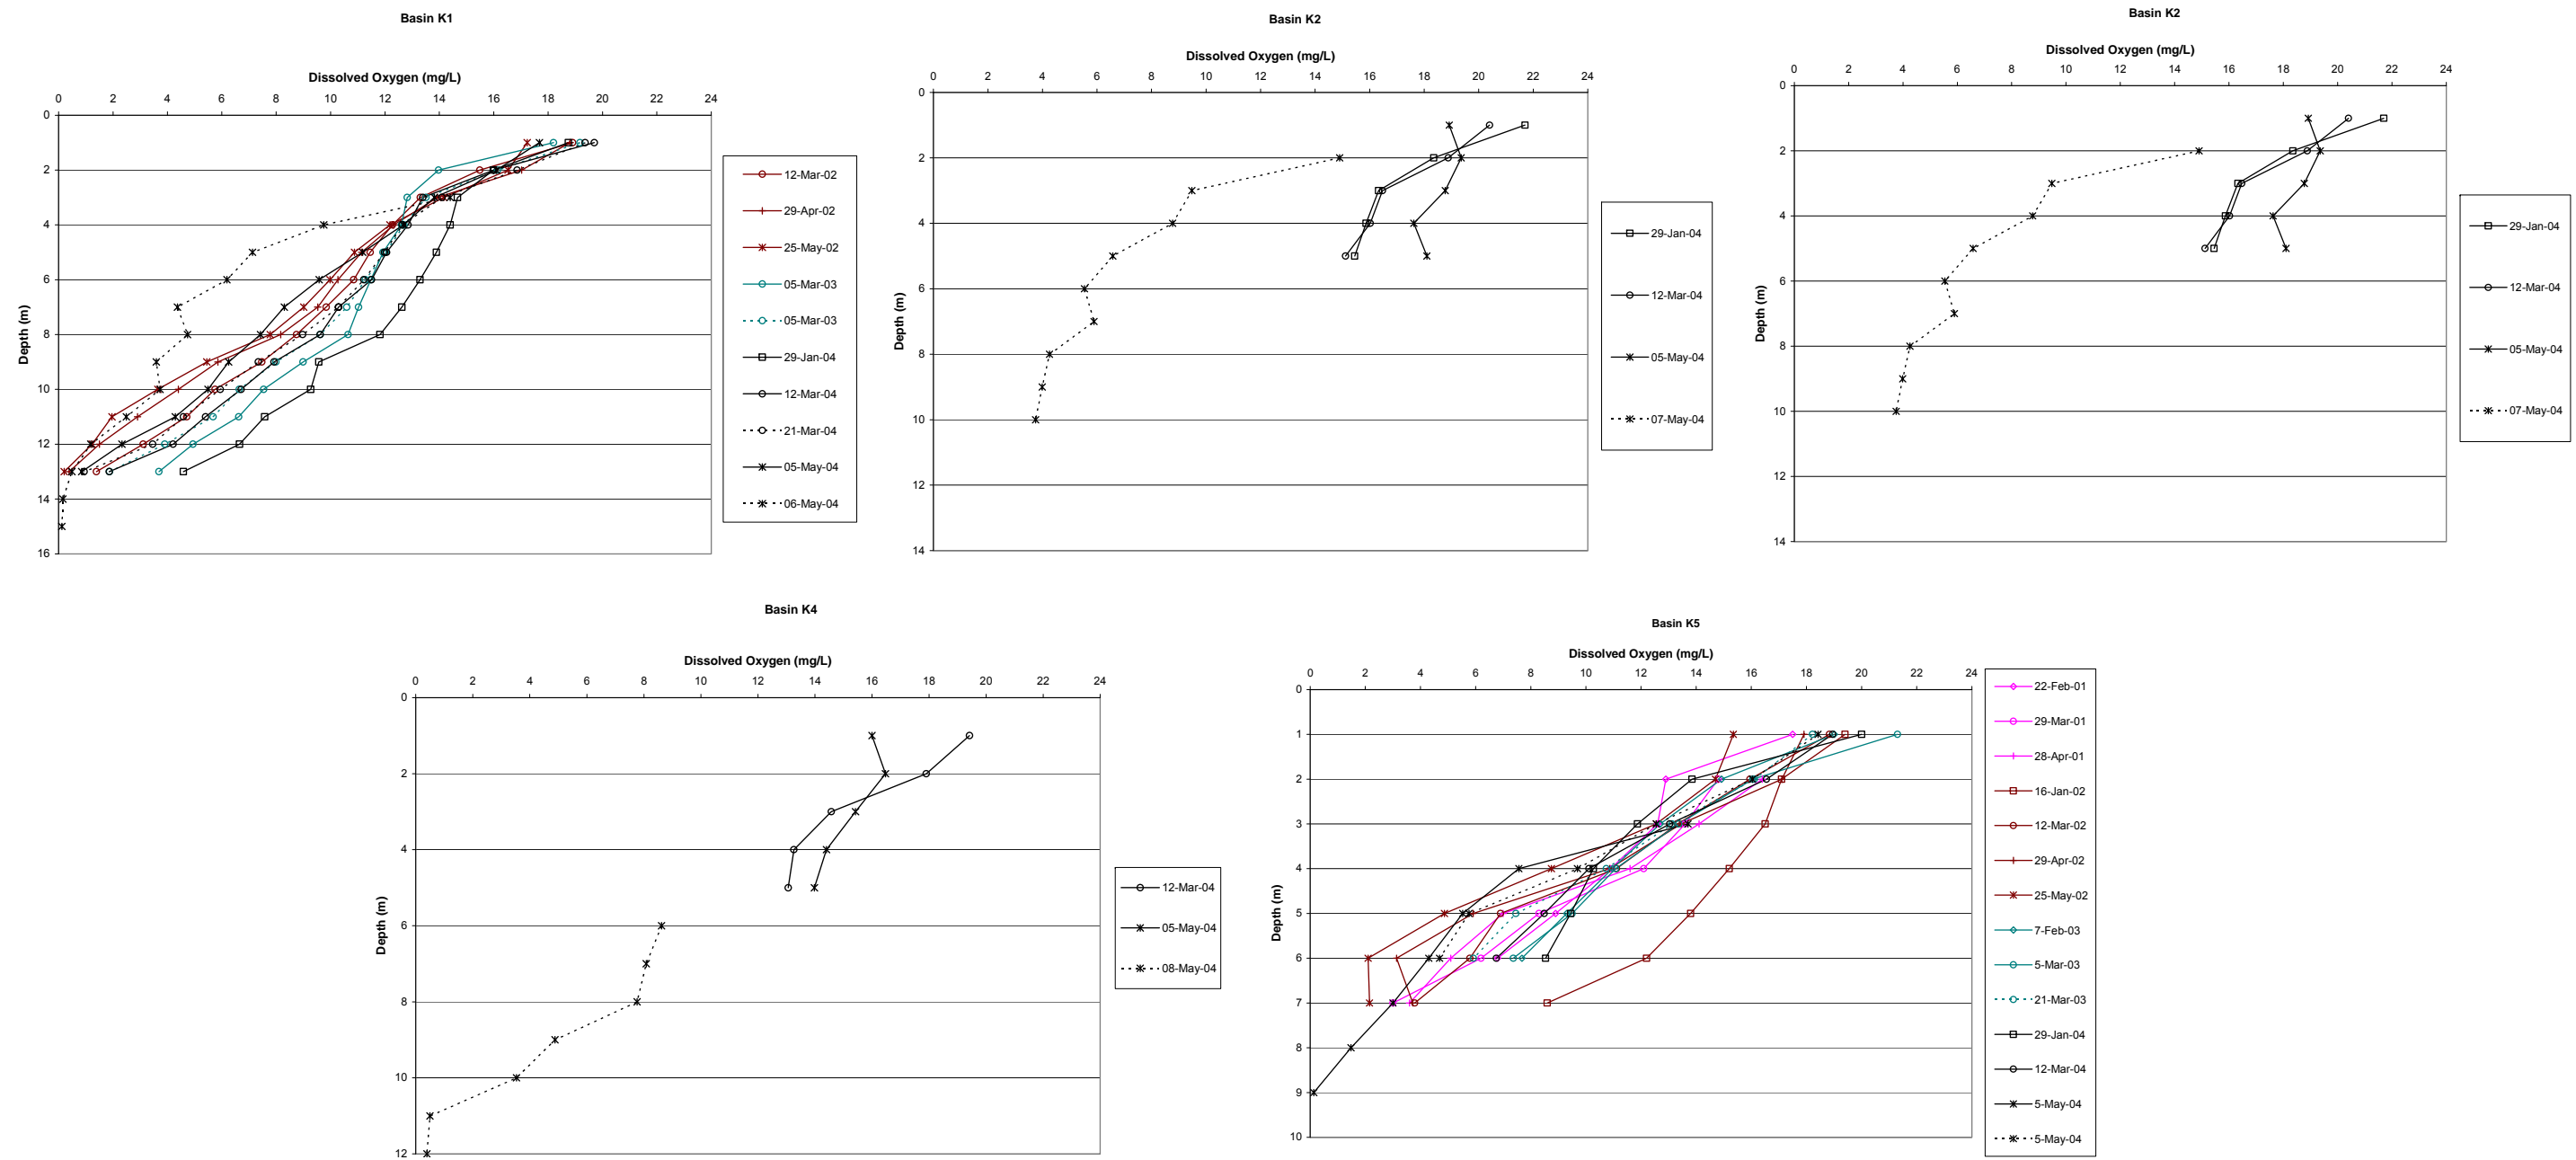 Basin K1
Dissolved Oxygen (mg/L)
0 2 4 6 8 10 12 14 16 18 20 22 24
0
2
4
6
8
10
12
14
16
Depth (m)
12-Mar-02
29-Apr-02
25-May-02
05-Mar-03
05-Mar-03
29-Jan-04
12-Mar-04
21-Mar-04
05-May-04
06-May-04
Basin K2
Dissolved Oxygen (mg/L)
0 2 4 6 8 10 12 14 16 18 20 22 24
0
2
4
6
8
10
12
14
Depth (m)
29-Jan-04
12-Mar-04
05-May-04
07-May-04
Basin K2
Dissolved Oxygen (mg/L)
0 2 4 6 8 10 12 14 16 18 20 22 24
0
2
4
6
8
10
12
14
Depth (m)
29-Jan-04
12-Mar-04
05-May-04
07-May-04
Basin K4
Dissolved Oxygen (mg/L)
0 2 4 6 8 10 12 14 16 18 20 22 24
0
2
4
6
8
10
12
Depth (m)
12-Mar-04
05-May-04
08-May-04
Basin K5
Dissolved Oxygen (mg/L)
0 2 4 6 8 10 12 14 16 18 20 22 24
0
1
2
3
4
5
6
7
8
9
10
Depth (m)
22-Feb-01
29-Mar-01
28-Apr-01
16-Jan-02
12-Mar-02
29-Apr-02
25-May-02
7-Feb-03
5-Mar-03
21-Mar-03
29-Jan-04
12-Mar-04
5-May-04
5-May-04